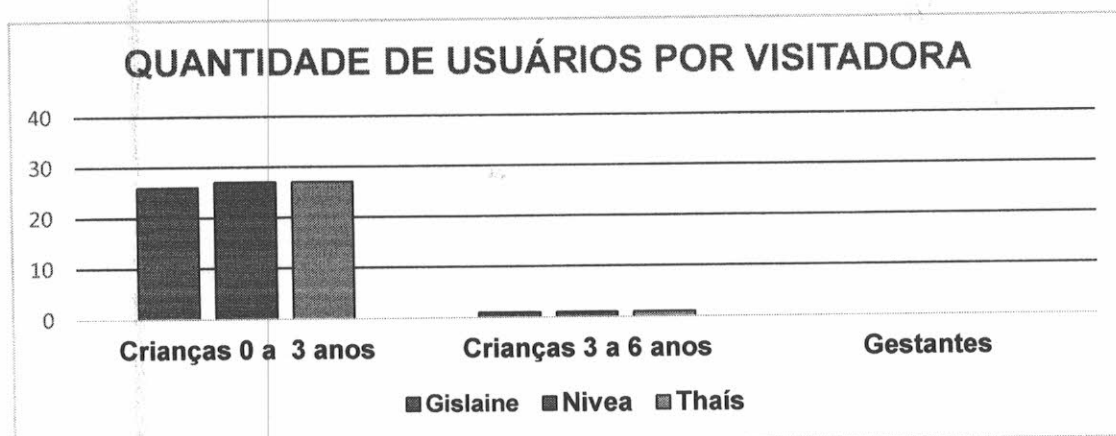 QUANTIDADE DE USUÁRIOS POR VISITADORA
40
30
20
10
0
Crianças 0 a 3 anos Crianças 3 a 6 anos Gestantes
Gislaine Nivea Thaís